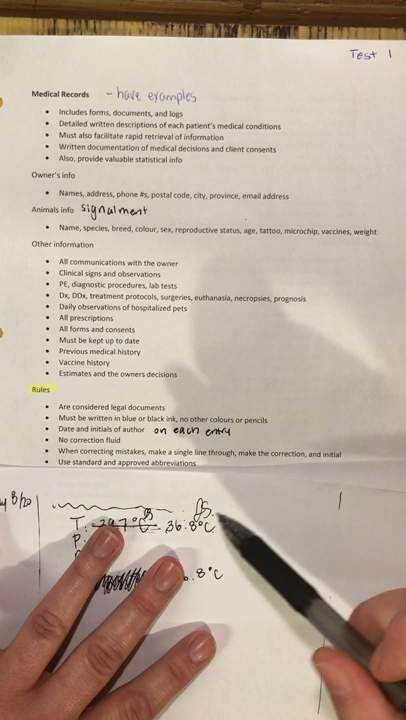 Test 1
Medical Records - have examples
• Includes forms, documents, and logs
• Detailed written descriptions of each patient's medical conditions
• Must also facilitate rapid retrieval of information
• Written documentation of medical decisions and client consents
• Also, provide valuable statistical info
Owner's info
• Names, address, phone #s, postal code, city, province, email address
Animals info signalment
• Name, species, breed, colour, sex, reproductive status, age, tattoo, microchip, vaccines, weight
Other information
• All communications with the owner
• Clinical signs and observations
• PE, diagnostic procedures, lab tests
• Dx, DDx, treatment protocols, surgeries, euthanasia, necropsies, prognosis
• Daily observations of hospitalized pets
• All prescriptions
• All forms and consents
• Must be kept up to date
• Previous medical history
• Vaccine history
• Estimates and the owners decisions
Rules
• Are considered legal documents
• Must be written in blue or black ink, no other colours or pencils
• Date and initials of author on each entry
• No correction fluid
• When correcting mistakes, make a single line through, make the correction, and initial
• Use standard and approved abbreviations
8/20
T: 36.8°C
P:
.8°C